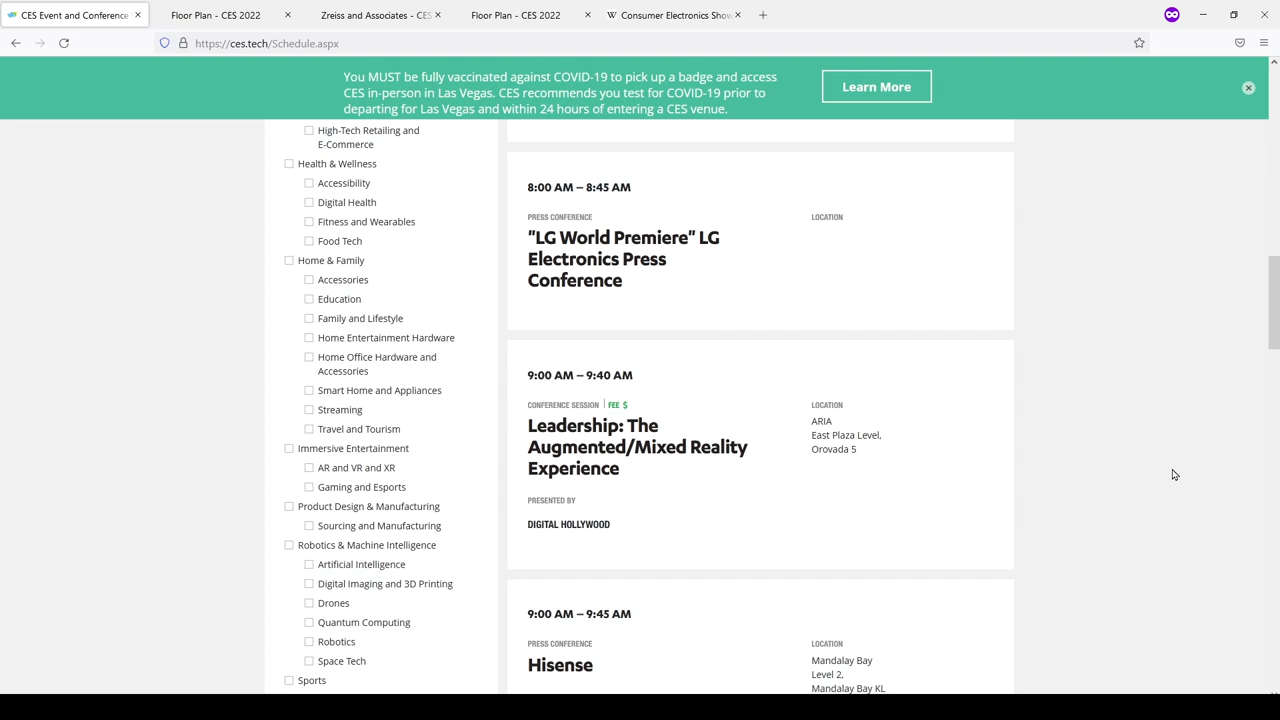 CES Event and Conference
Floor Plan - CES 2022
Zreiss and Associates - CES
Floor Plan - CES 2022
Consumer Electronics Show
https://ces.tech/Schedule.aspx
You MUST be fully vaccinated against COVID-19 to pick up a badge and access
CES in-person in Las Vegas. CES recommends you test for COVID-19 prior to
departing for Las Vegas and within 24 hours of entering a CES venue.
Learn More
High-Tech Retailing and
E-Commerce
Health & Wellness
Accessibility
Digital Health
Fitness and Wearables
Food Tech
Home & Family
Accessories
Education
Family and Lifestyle
Home Entertainment Hardware
Home Office Hardware and
Accessories
Smart Home and Appliances
Streaming
Travel and Tourism
Immersive Entertainment
AR and VR and XR
Gaming and Esports
Product Design & Manufacturing
Sourcing and Manufacturing
Robotics & Machine Intelligence
Artificial Intelligence
Digital Imaging and 3D Printing
Drones
Quantum Computing
Robotics
Space Tech
Sports
8:00 AM – 8:45 AM
PRESS CONFERENCE
"LG World Premiere" LG
Electronics Press
Conference
LOCATION
9:00 AM – 9:40 AM
CONFERENCE SESSION | FEE $
Leadership: The
Augmented/Mixed Reality
Experience
PRESENTED BY
DIGITAL HOLLYWOOD
LOCATION
ARIA
East Plaza Level,
Orovada 5
9:00 AM – 9:45 AM
PRESS CONFERENCE
Hisense
LOCATION
Mandalay Bay
Level 2,
Mandalay Bay KL